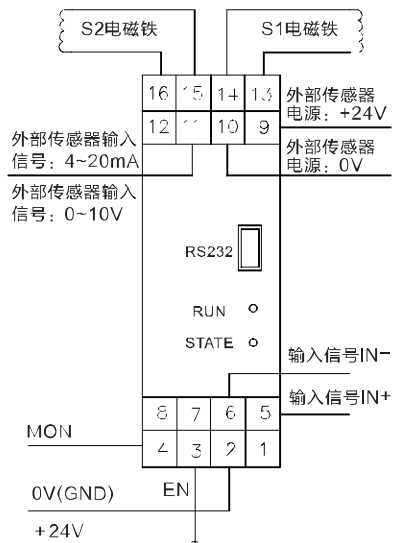 S2电磁铁
S1电磁铁
16 15 14 13
12 11 10 9
外部传感器
电源：+24V
外部传感器输入
信号：4~20mA
外部传感器
电源：0V
外部传感器输入
信号：0~10V
RS232
RUN
STATE
输入信号IN-
输入信号IN+
8 7 6 5
4 3 2 1
MON
0V(GND)
EN
+24V